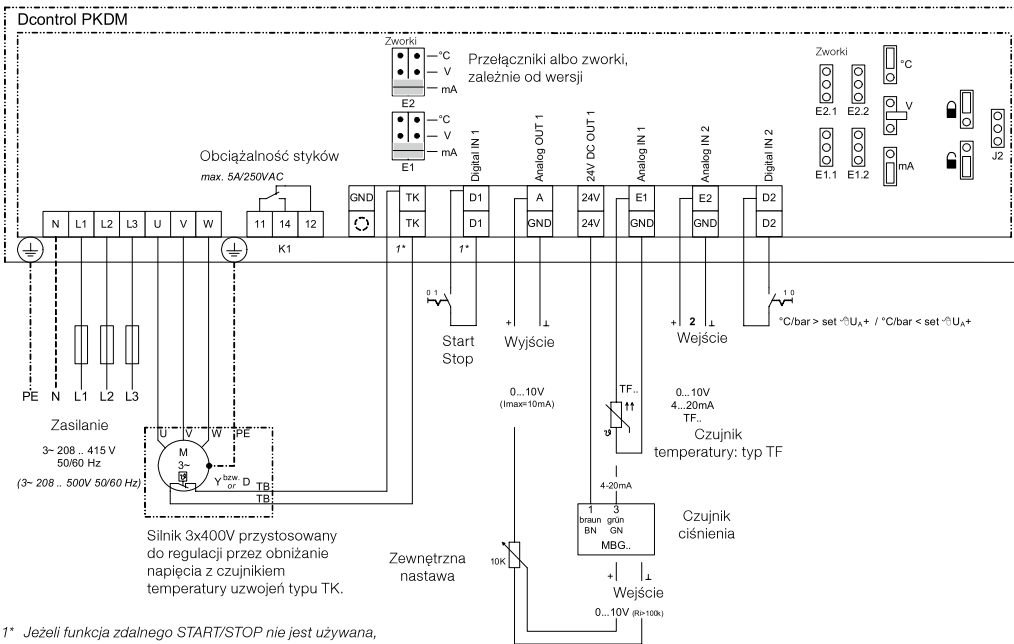 Dcontrol PKDM
Zworki
°C
V
mA
E2
°C
V
mA
E1
Przełączniki albo zworki,
zależnie od wersji
Zworki
E2.1 E2.2
E1.1 E1.2
°C
V
mA
J2
Obciążalność styków
max. 5A/250VAC
Digital IN 1
Analog OUT 1
24V DC OUT 1
Analog IN 1
Analog IN 2
Digital IN 2
GND TK D1 A 24V E1 E2 D2
TK D1 GND 24V GND GND D2
N L1 L2 L3 U V W
11 14 12
K1
1* 1*
0 1
Start
Stop
+ ⊥
Wyjście
0...10V
(Imax=10mA)
+ 2 ⊥
Wejście
0...10V
4...20mA
TF..
1 0
°C/bar > set UA+ / °C/bar < set UA+
PE N L1 L2 L3
Zasilanie
3~ 208 .. 415 V
50/60 Hz
(3~ 208 .. 500V 50/60 Hz)
U V W PE
M
3~
Y bzw. or D
TB
TB
Silnik 3x400V przystosowany
do regulacji przez obniżanie
napięcia z czujnikiem
temperatury uzwojeń typu TK.
TF..
ϑ
Czujnik
temperatury: typ TF
4-20mA
1 3
braun grün
BN GN
MBG..
Czujnik
ciśnienia
Zewnętrzna
nastawa
10K
+ ⊥
Wejście
0...10V (Ri>100k)
1* Jeżeli funkcja zdalnego START/STOP nie jest używana,